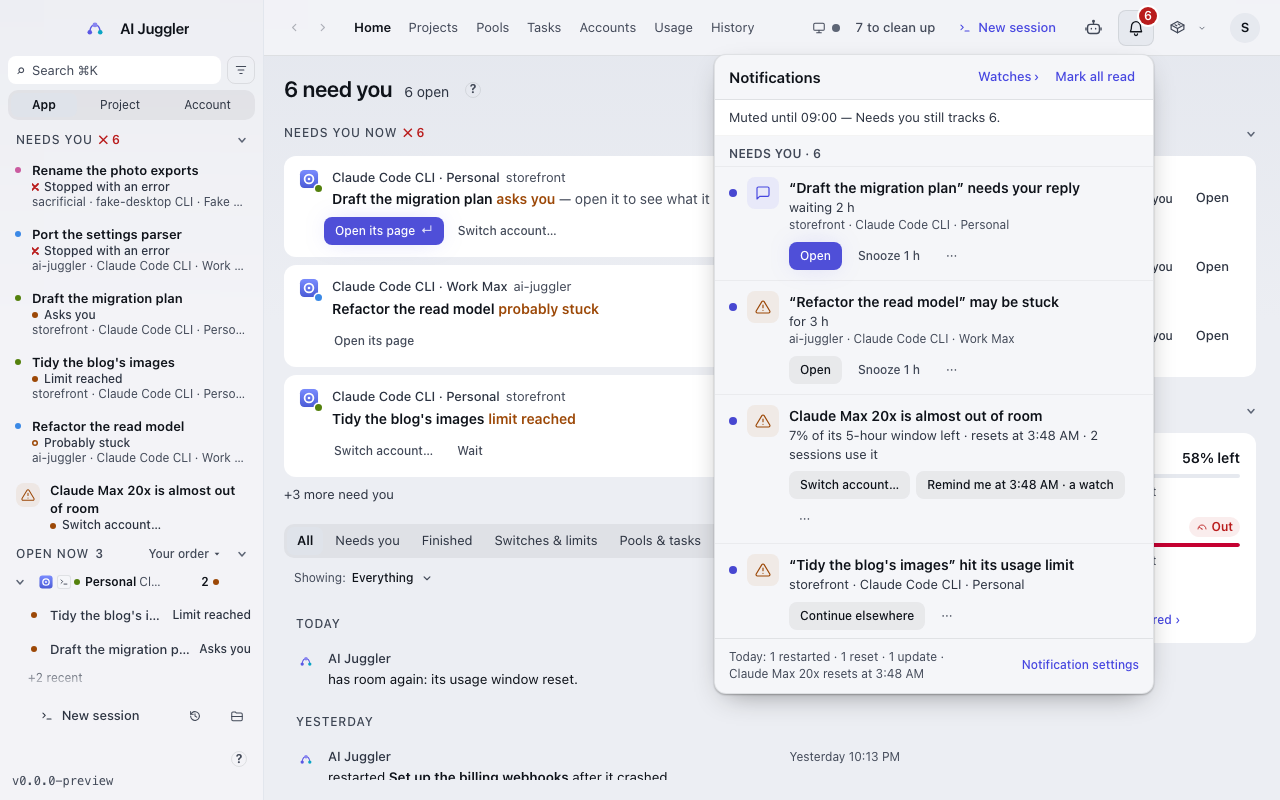 AI Juggler
Search ⌘K
App Project Account
NEEDS YOU 6
Rename the photo exports
Stopped with an error
sacrificial · fake-desktop CLI · Fake ...
Port the settings parser
Stopped with an error
ai-juggler · Claude Code CLI · Work ...
Draft the migration plan
Asks you
storefront · Claude Code CLI · Perso...
Tidy the blog's images
Limit reached
storefront · Claude Code CLI · Perso...
Refactor the read model
Probably stuck
ai-juggler · Claude Code CLI · Work ...
Claude Max 20x is almost out
of room
Switch account...
OPEN NOW 3 Your order
Personal Cl... 2
Tidy the blog's i... Limit reached
Draft the migration p... Asks you
+2 recent
New session
?
v0.0.0-preview
Home Projects Pools Tasks Accounts Usage History
7 to clean up
New session
6
S
6 need you 6 open ?
NEEDS YOU NOW 6
Claude Code CLI · Personal storefront
Draft the migration plan asks you — open it to see what it
Open its page ↵ Switch account...
Claude Code CLI · Work Max ai-juggler
Refactor the read model probably stuck
Open its page
Claude Code CLI · Personal storefront
Tidy the blog's images limit reached
Switch account... Wait
+3 more need you
All Needs you Finished Switches & limits Pools & tasks
Showing: Everything
TODAY
AI Juggler
has room again: its usage window reset.
YESTERDAY
AI Juggler Yesterday 10:13 PM
restarted Set up the billing webhooks after it crashed
Notifications Watches › Mark all read
Muted until 09:00 — Needs you still tracks 6.
NEEDS YOU · 6
“Draft the migration plan” needs your reply
waiting 2 h
storefront · Claude Code CLI · Personal
Open Snooze 1 h ...
“Refactor the read model” may be stuck
for 3 h
ai-juggler · Claude Code CLI · Work Max
Open Snooze 1 h ...
Claude Max 20x is almost out of room
7% of its 5-hour window left · resets at 3:48 AM · 2
sessions use it
Switch account... Remind me at 3:48 AM · a watch
...
“Tidy the blog's images” hit its usage limit
storefront · Claude Code CLI · Personal
Continue elsewhere ...
Today: 1 restarted · 1 reset · 1 update ·
Claude Max 20x resets at 3:48 AM
Notification settings
you Open
you Open
you Open
58% left
t
Out
t
red ›